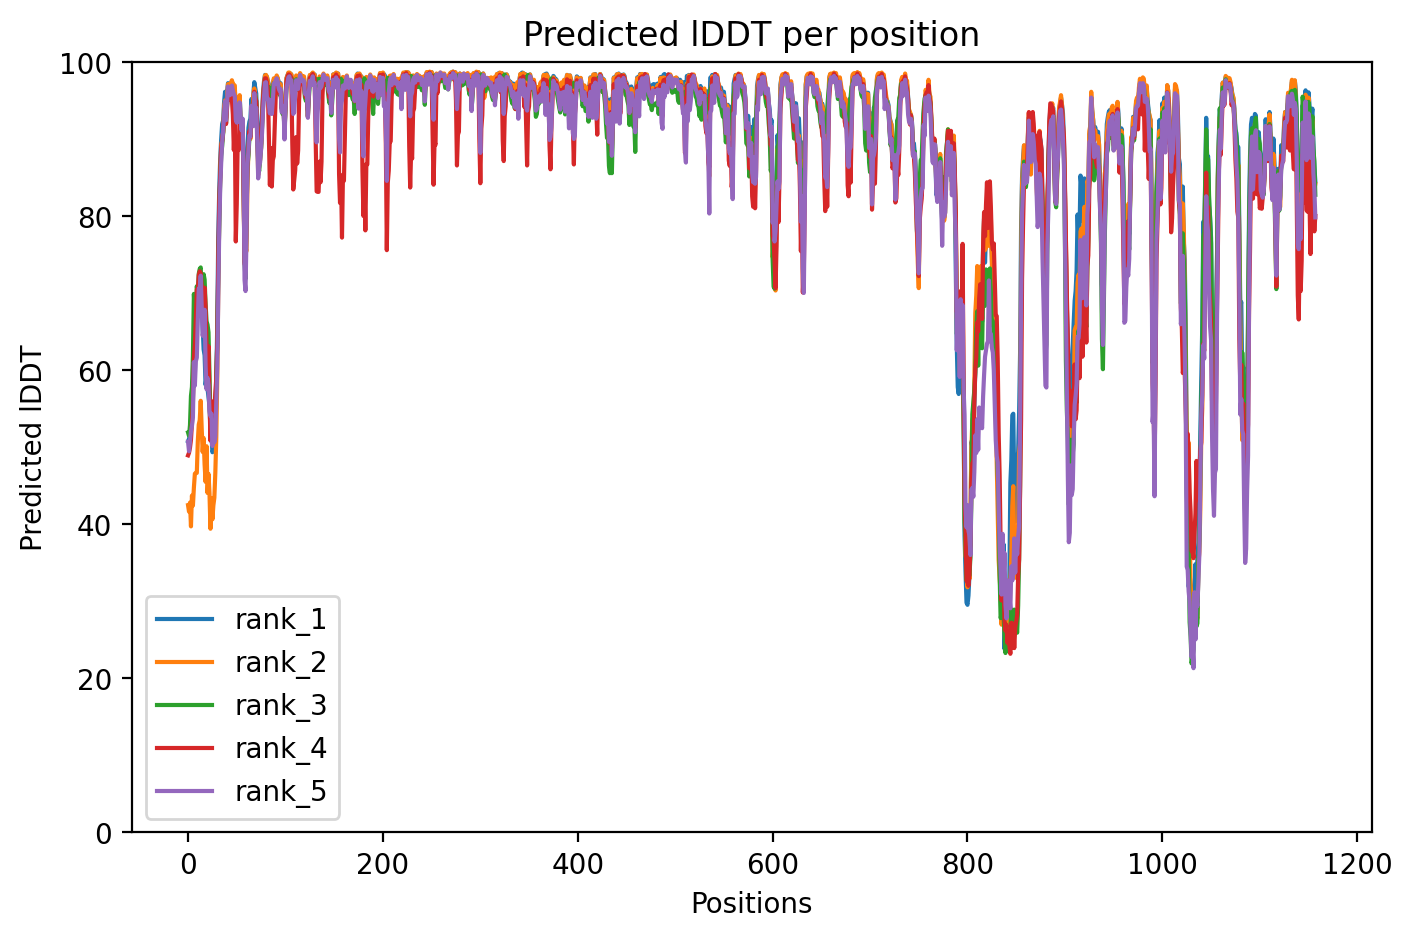 Predicted lDDT per position
100
80
60
40
20
0
Predicted lDDT
rank_1
rank_2
rank_3
rank_4
rank_5
0 200 400 600 800 1000 1200
Positions